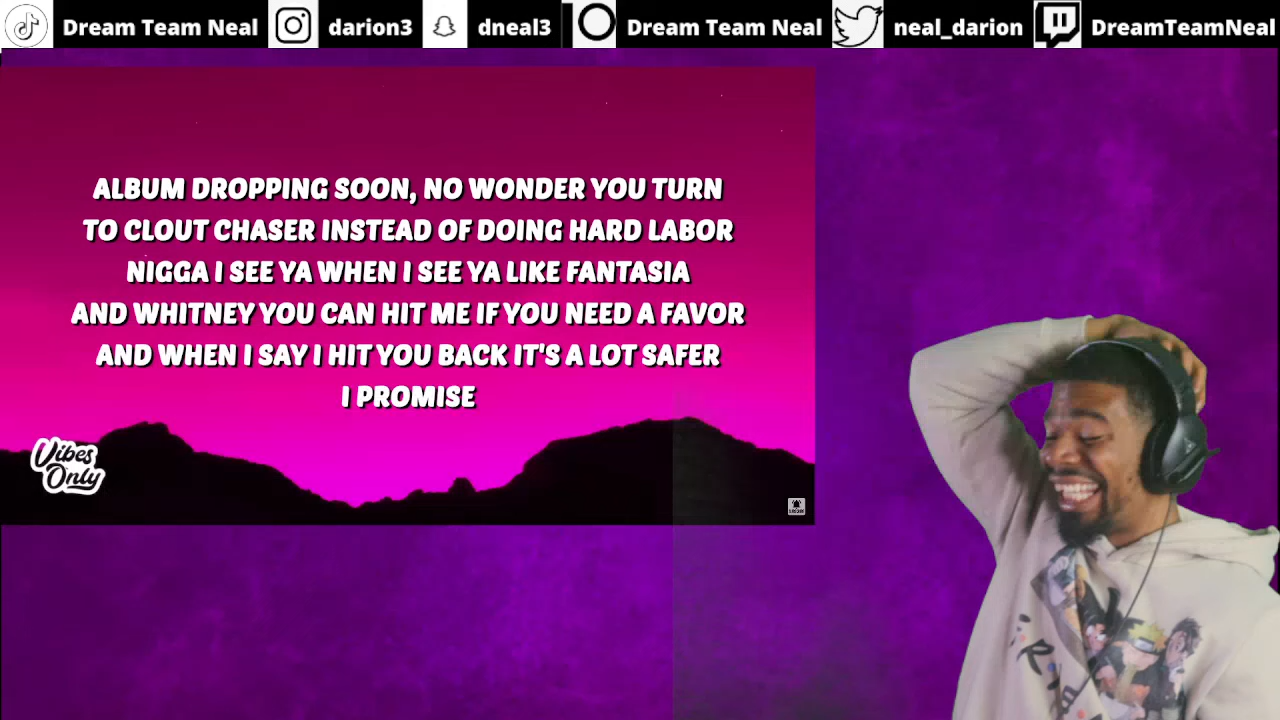 Dream Team Neal darion3 dneal3 Dream Team Neal neal_darion DreamTeamNeal
ALBUM DROPPING SOON, NO WONDER YOU TURN
TO CLOUT CHASER INSTEAD OF DOING HARD LABOR
NIGGA I SEE YA WHEN I SEE YA LIKE FANTASIA
AND WHITNEY YOU CAN HIT ME IF YOU NEED A FAVOR
AND WHEN I SAY I HIT YOU BACK IT'S A LOT SAFER
I PROMISE
Vibes
Only